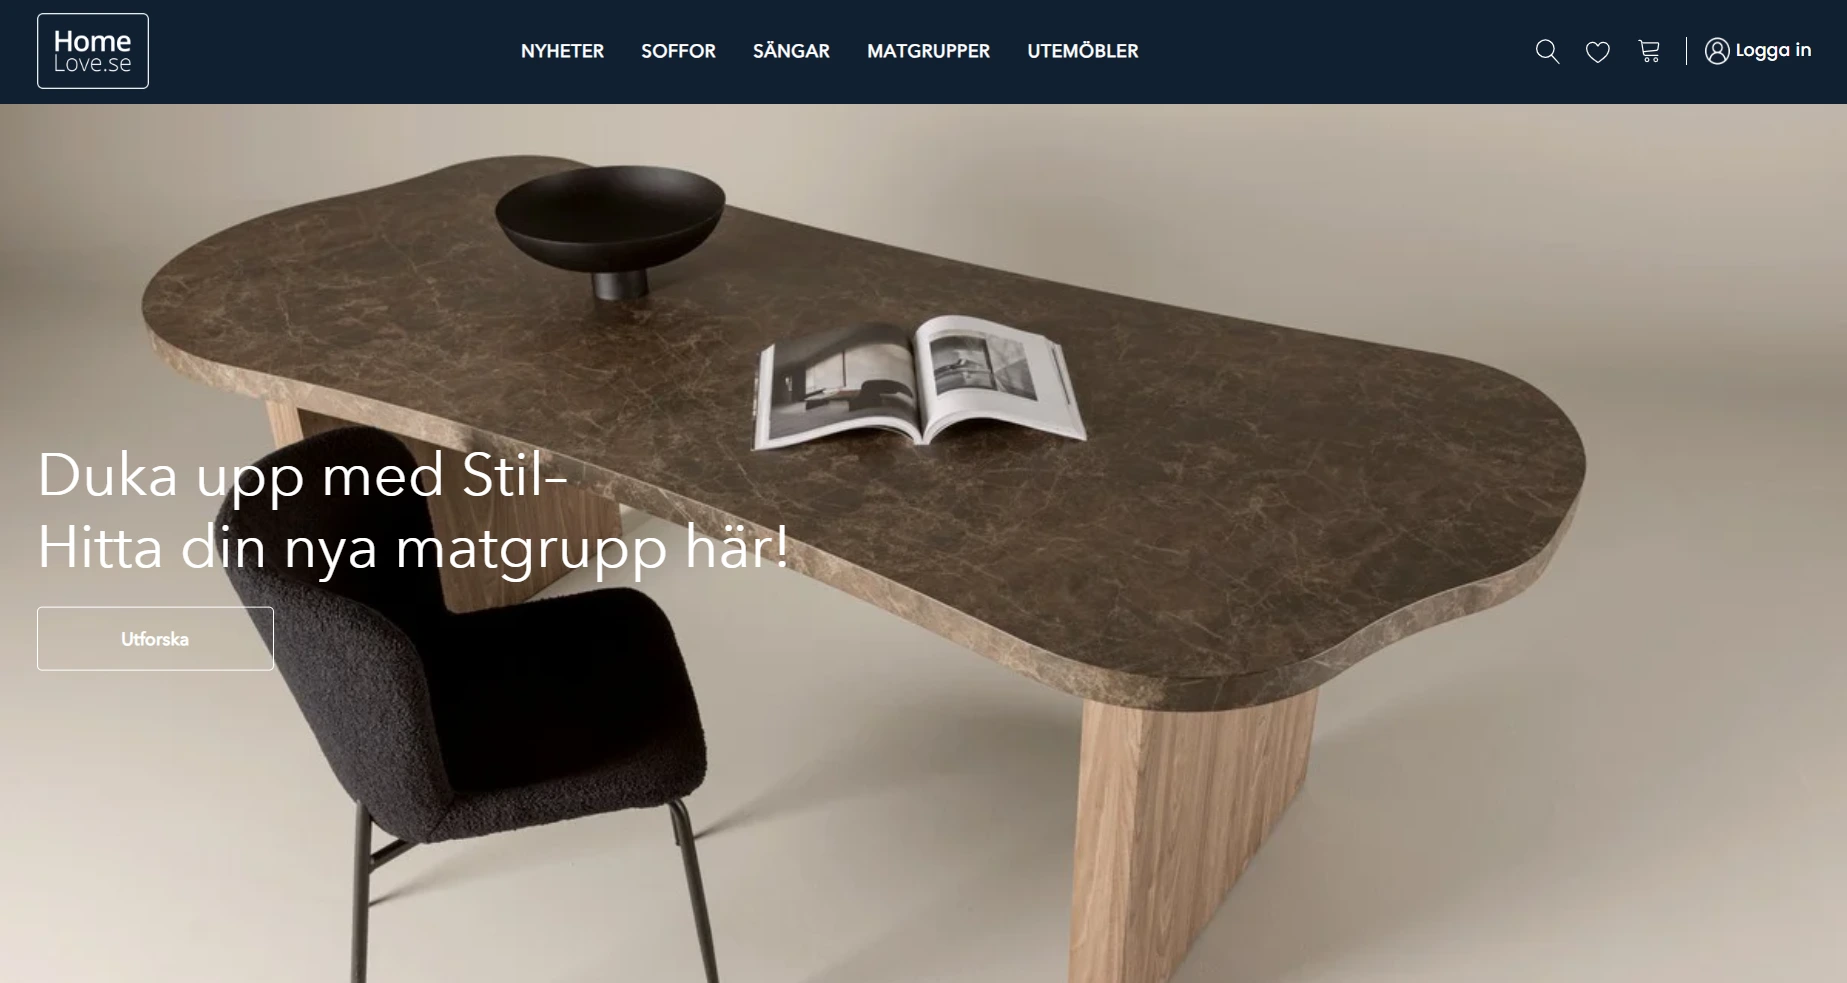 Home
Love.se
NYHETER
SOFFOR
SÄNGAR
MATGRUPPER
UTEMÖBLER
Logga in
Duka upp med Stil–
Hitta din nya matgrupp här!
Utforska